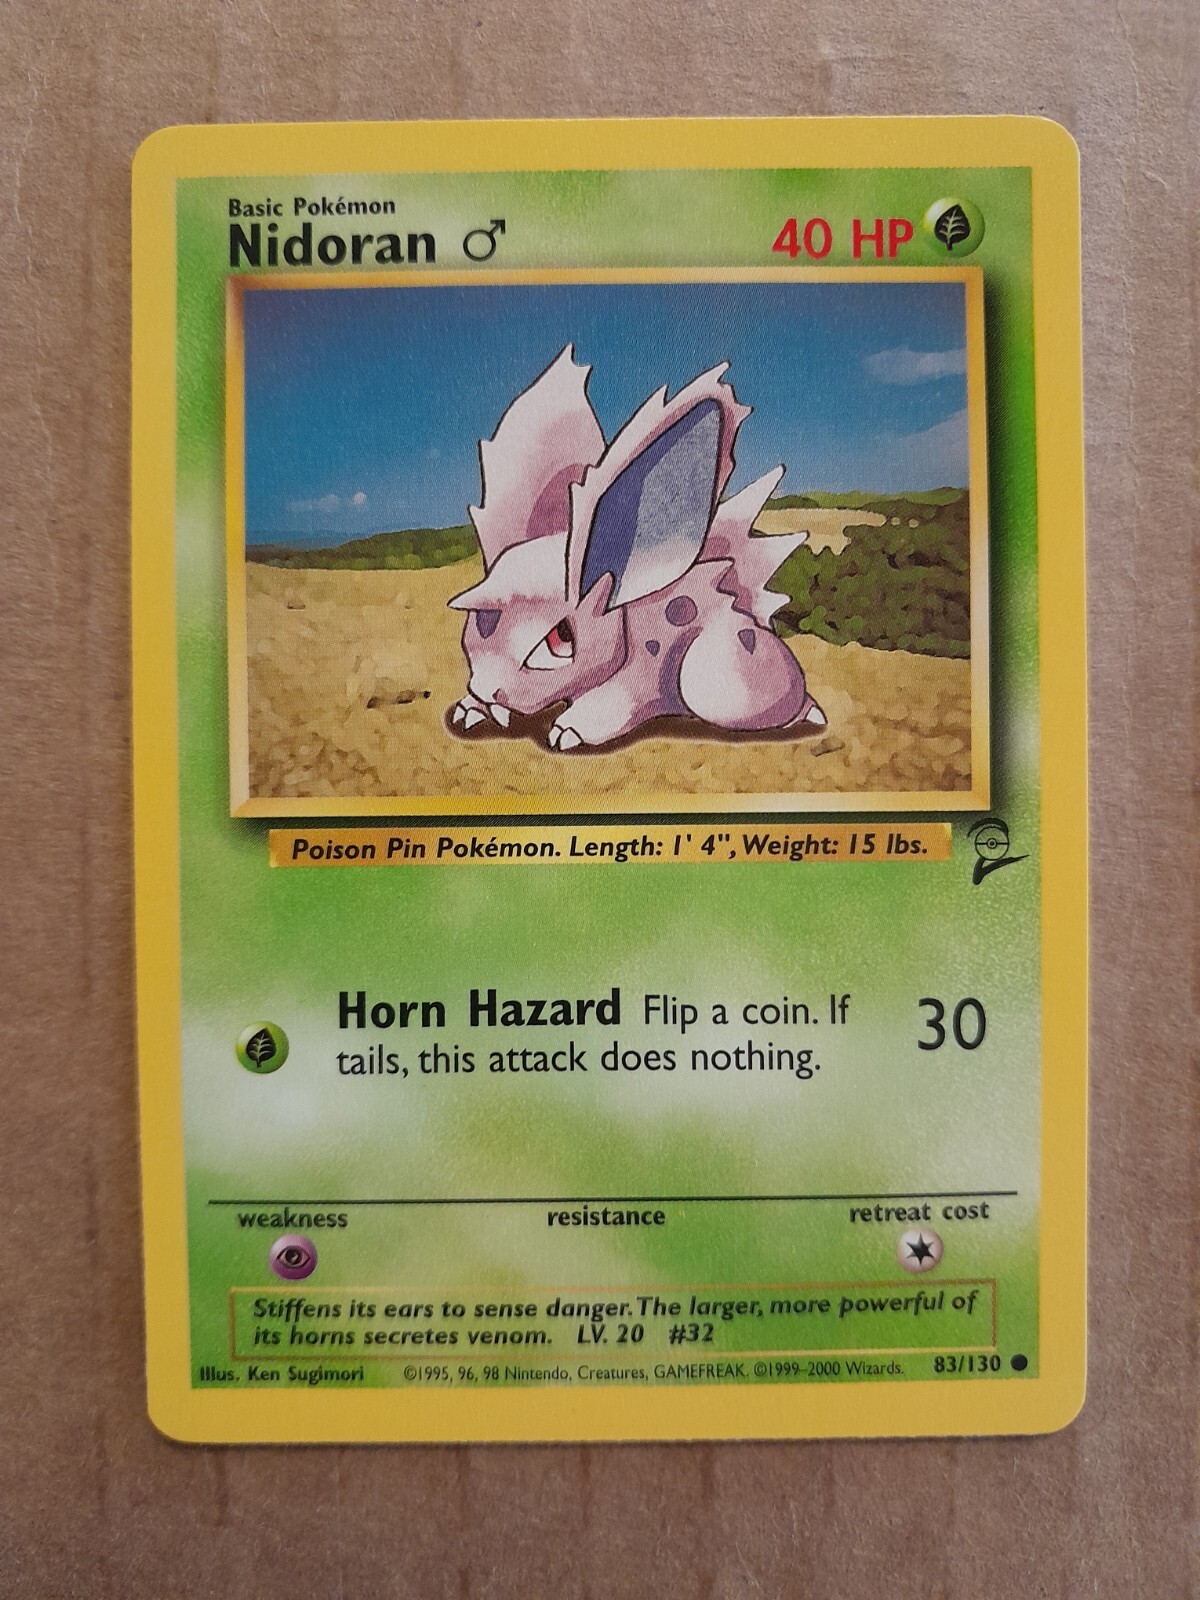 Basic Pokémon
Nidoran ♂
40 HP
Poison Pin Pokémon. Length: 1' 4", Weight: 15 lbs.
Horn Hazard Flip a coin. If
tails, this attack does nothing.
30
weakness
resistance
retreat cost
Stiffens its ears to sense danger. The larger, more powerful of
its horns secretes venom. LV. 20 #32
Illus. Ken Sugimori ©1995, 96, 98 Nintendo, Creatures, GAMEFREAK. ©1999–2000 Wizards. 83/130 ●